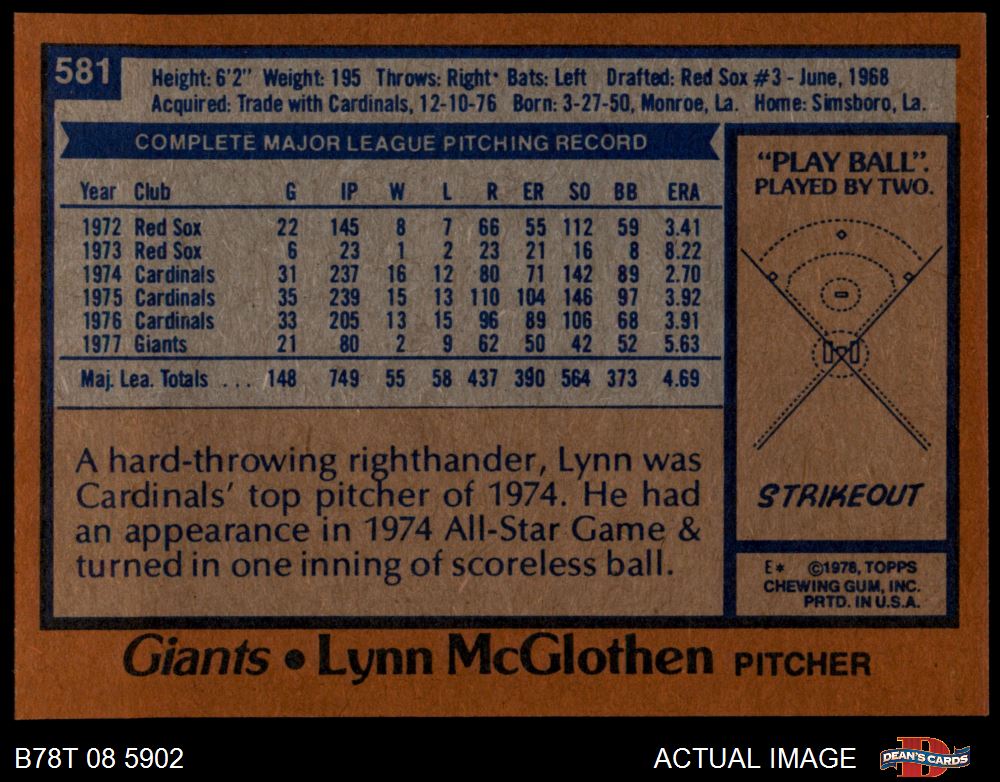 581
Height: 6'2" Weight: 195 Throws: Right• Bats: Left Drafted: Red Sox #3 - June, 1968
Acquired: Trade with Cardinals, 12-10-76 Born: 3-27-50, Monroe, La. Home: Simsboro, La.
COMPLETE MAJOR LEAGUE PITCHING RECORD
Year Club G IP W L R ER SO BB ERA
1972 Red Sox 22 145 8 7 66 55 112 59 3.41
1973 Red Sox 6 23 1 2 23 21 16 8 8.22
1974 Cardinals 31 237 16 12 80 71 142 89 2.70
1975 Cardinals 35 239 15 13 110 104 146 97 3.92
1976 Cardinals 33 205 13 15 96 89 106 68 3.91
1977 Giants 21 80 2 9 62 50 42 52 5.63
Maj. Lea. Totals . . . 148 749 55 58 437 390 564 373 4.69
A hard-throwing righthander, Lynn was
Cardinals' top pitcher of 1974. He had
an appearance in 1974 All-Star Game &
turned in one inning of scoreless ball.
"PLAY BALL".
PLAYED BY TWO.
STRIKEOUT
E* ©1978, TOPPS
CHEWING GUM, INC.
PRTD. IN U.S.A.
Giants • Lynn McGlothen PITCHER
B78T 08 5902
ACTUAL IMAGE
DEAN'S CARDS